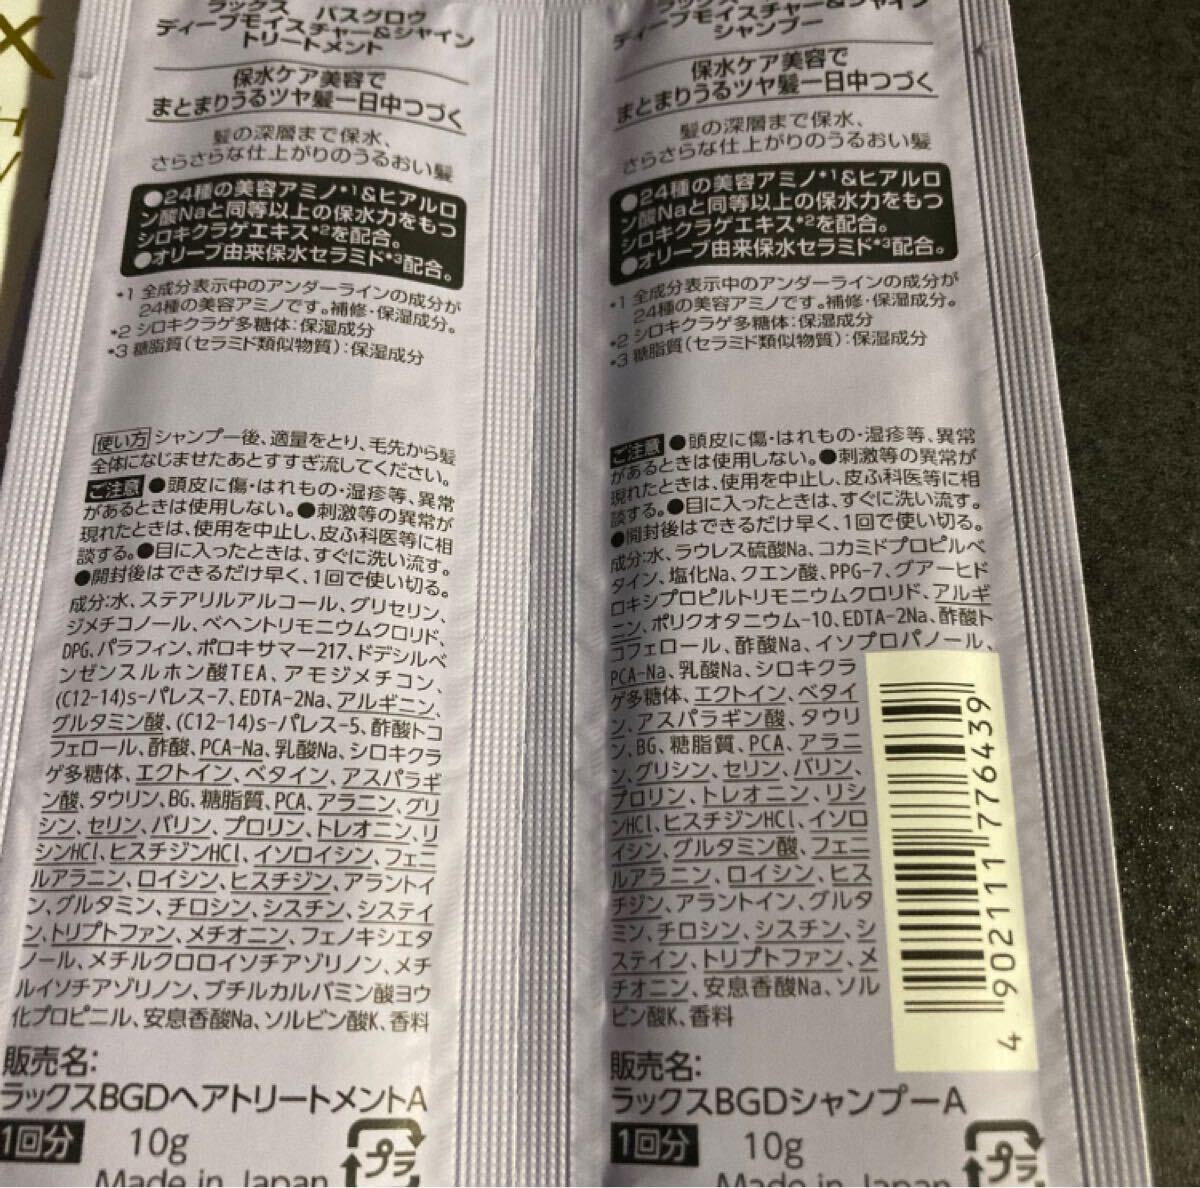 ラックス バスグロウ
ディープモイスチャー&シャイン
トリートメント
保水ケア美容で
まとまりうるツヤ髪一日中つづく
髪の深層まで保水、
さらさらな仕上がりのうるおい髪
●24種の美容アミノ*1&ヒアルロ
ン酸Naと同等以上の保水力をもつ
シロキクラゲエキス*2を配合。
●オリーブ由来保水セラミド*3配合。
*1 全成分表示中のアンダーラインの成分が
24種の美容アミノです。補修・保湿成分。
*2 シロキクラゲ多糖体:保湿成分
*3 糖脂質(セラミド類似物質):保湿成分
使い方 シャンプー後、適量をとり、毛先から髪
全体になじませたあとすすぎ流してください。
ご注意 ●頭皮に傷・はれもの・湿疹等、異常
があるときは使用しない。●刺激等の異常が
現れたときは、使用を中止し、皮ふ科医等に相
談する。●目に入ったときは、すぐに洗い流す。
●開封後はできるだけ早く、1回で使い切る。
成分:水、ステアリルアルコール、グリセリン、
ジメチコノール、ベヘントリモニウムクロリド、
DPG、パラフィン、ポロキサマー217、ドデシルベ
ンゼンスルホン酸TEA、アモジメチコン、
(C12-14)s-パレス-7、EDTA-2Na、アルギニン、
グルタミン酸、(C12-14)s-パレス-5、酢酸トコ
フェロール、酢酸、PCA-Na、乳酸Na、シロキクラ
ゲ多糖体、エクトイン、ベタイン、アスパラギ
ン酸、タウリン、BG、糖脂質、PCA、アラニン、グリ
シン、セリン、バリン、プロリン、トレオニン、リ
シンHCl、ヒスチジンHCl、イソロイシン、フェニ
ルアラニン、ロイシン、ヒスチジン、アラントイ
ン、グルタミン、チロシン、シスチン、システイ
ン、トリプトファン、メチオニン、フェノキシエタ
ノール、メチルクロロイソチアゾリノン、メチ
ルイソチアゾリノン、ブチルカルバミン酸ヨウ
化プロピニル、安息香酸Na、ソルビン酸K、香料
販売名:
ラックスBGDヘアトリートメントA
1回分 10g
プラ
Made in Japan
ラックス
ディープモイスチャー&シャイン
シャンプー
保水ケア美容で
まとまりうるツヤ髪一日中つづく
髪の深層まで保水、
さらさらな仕上がりのうるおい髪
●24種の美容アミノ*1&ヒアルロ
ン酸Naと同等以上の保水力をもつ
シロキクラゲエキス*2を配合。
●オリーブ由来保水セラミド*3配合。
*1 全成分表示中のアンダーラインの成分が
24種の美容アミノです。補修・保湿成分。
*2 シロキクラゲ多糖体:保湿成分
*3 糖脂質(セラミド類似物質):保湿成分
ご注意 ●頭皮に傷・はれもの・湿疹等、異常
があるときは使用しない。●刺激等の異常が
現れたときは、使用を中止し、皮ふ科医等に相
談する。●目に入ったときは、すぐに洗い流す。
●開封後はできるだけ早く、1回で使い切る。
成分:水、ラウレス硫酸Na、コカミドプロピルベ
タイン、塩化Na、クエン酸、PPG-7、グアーヒド
ロキシプロピルトリモニウムクロリド、アルギ
ニン、ポリクオタニウム-10、EDTA-2Na、酢酸ト
コフェロール、酢酸Na、イソプロパノール、
PCA-Na、乳酸Na、シロキクラ
ゲ多糖体、エクトイン、ベタイ
ン、アスパラギン酸、タウリ
ン、BG、糖脂質、PCA、アラニ
ン、グリシン、セリン、バリン、
プロリン、トレオニン、リシ
ンHCl、ヒスチジンHCl、イソロ
イシン、グルタミン酸、フェニ
ルアラニン、ロイシン、ヒス
チジン、アラントイン、グルタ
ミン、チロシン、シスチン、シ
ステイン、トリプトファン、メ
チオニン、安息香酸Na、ソル
ビン酸K、香料
4 902111 776439
販売名:
ラックスBGDシャンプーA
1回分 10g
プラ
Made in Japan